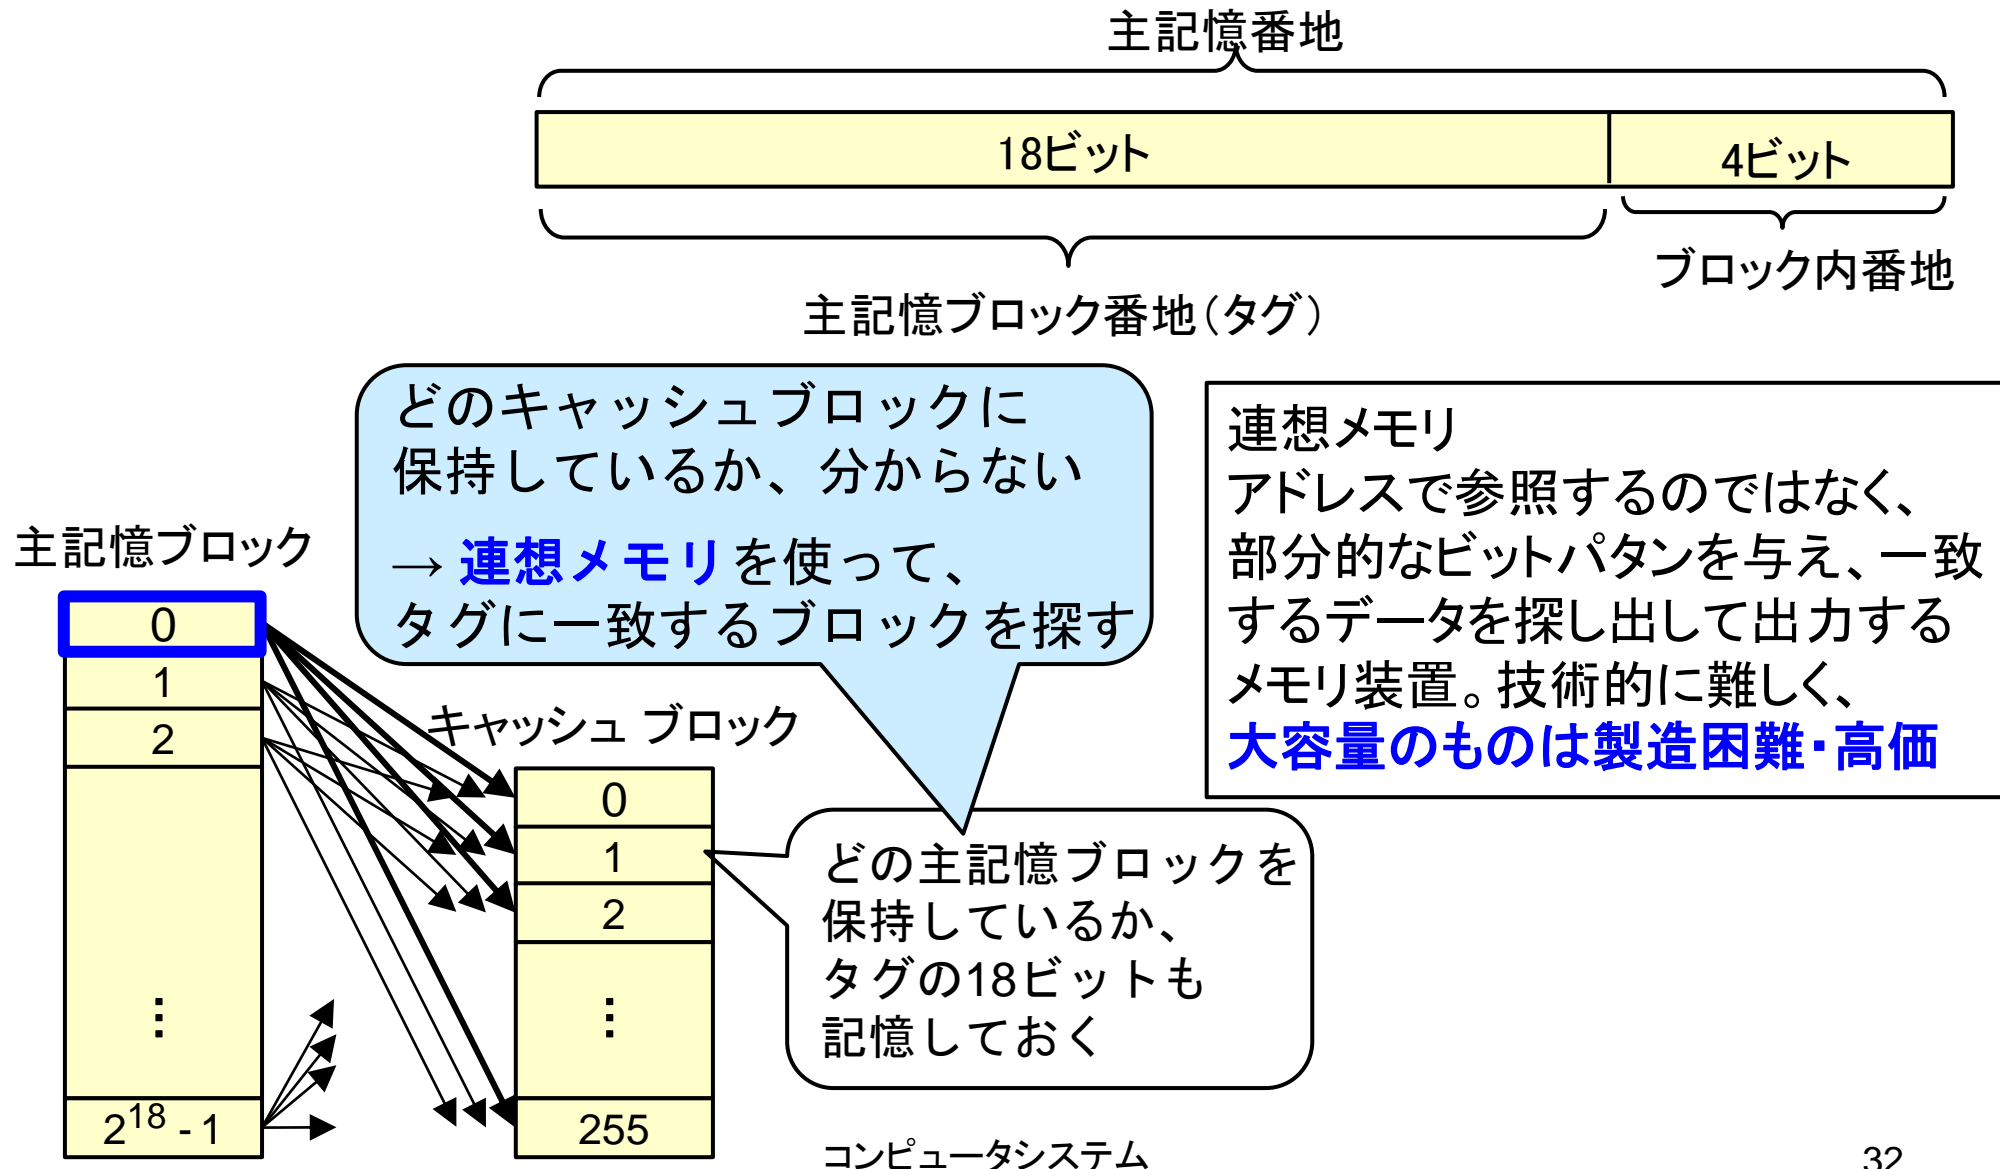 主記憶番地
18ビット
4ビット
ブロック内番地
主記憶ブロック番地(タグ)
どのキャッシュブロックに
保持しているか、分からない
→ 連想メモリを使って、
タグに一致するブロックを探す
連想メモリ
アドレスで参照するのではなく、
部分的なビットパタンを与え、一致
するデータを探し出して出力する
メモリ装置。技術的に難しく、
大容量のものは製造困難・高価
主記憶ブロック
0
1
2
⋮
2^18 - 1
キャッシュ ブロック
0
1
2
⋮
255
どの主記憶ブロックを
保持しているか、
タグの18ビットも
記憶しておく
コンピュータシステム
32